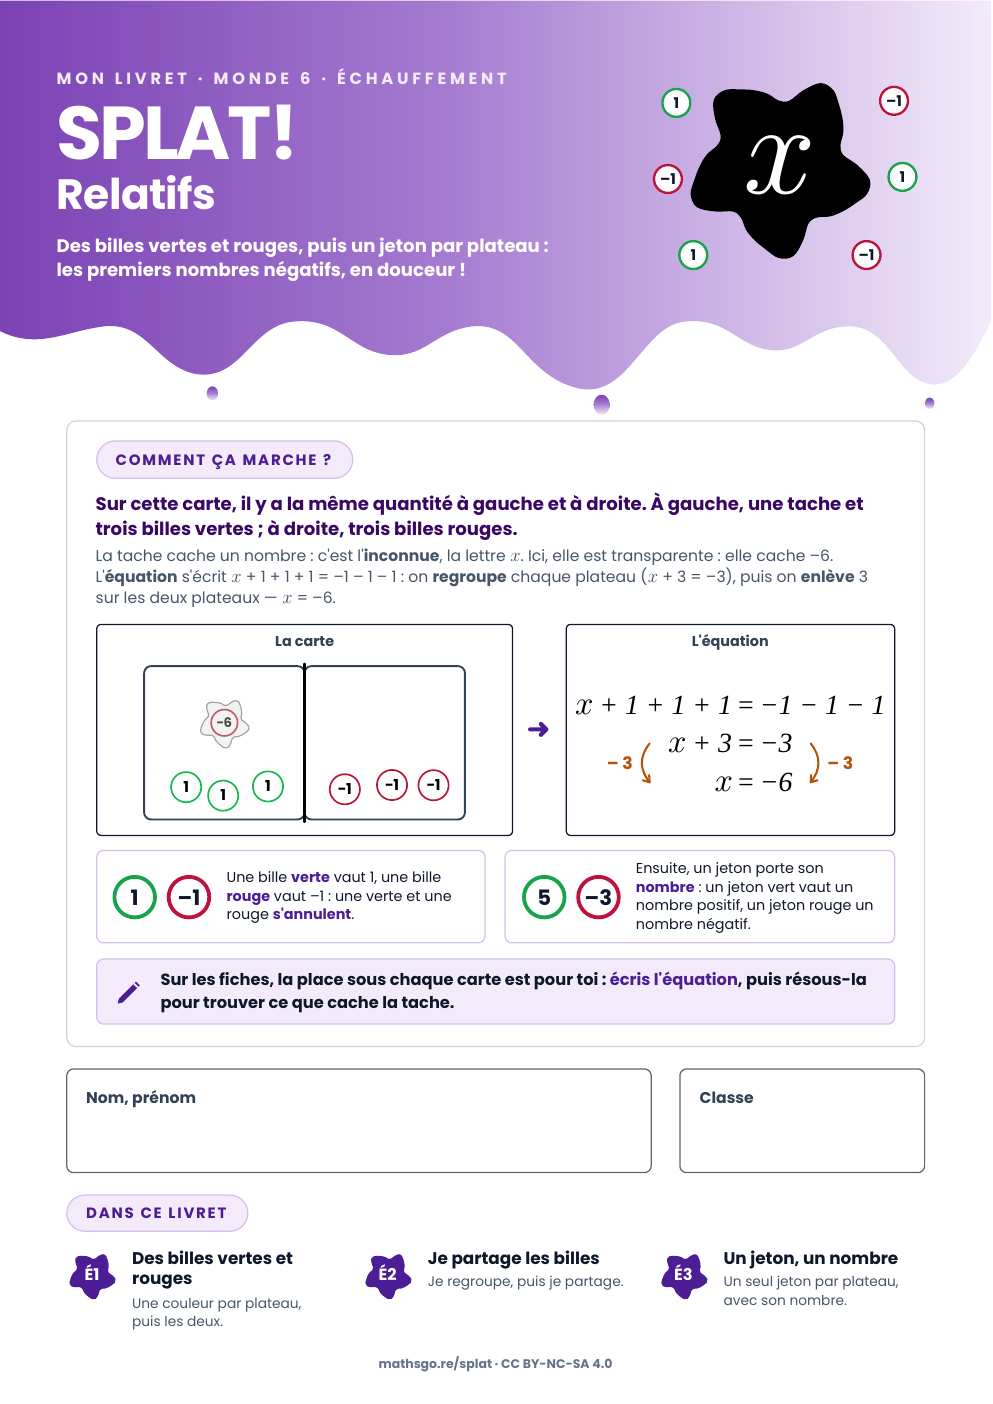 MON LIVRET · MONDE 6 · ÉCHAUFFEMENT
SPLAT!
Relatifs
Des billes vertes et rouges, puis un jeton par plateau :
les premiers nombres négatifs, en douceur !
1
−1
−1
x
1
1
−1
COMMENT ÇA MARCHE ?
Sur cette carte, il y a la même quantité à gauche et à droite. À gauche, une tache et
trois billes vertes ; à droite, trois billes rouges.
La tache cache un nombre : c'est l'inconnue, la lettre x. Ici, elle est transparente : elle cache −6.
L'équation s'écrit x + 1 + 1 + 1 = −1 − 1 − 1 : on regroupe chaque plateau (x + 3 = −3), puis on enlève 3
sur les deux plateaux — x = −6.
La carte
−6
1
1
1
−1
−1
−1
➜
L'équation
x + 1 + 1 + 1 = −1 − 1 − 1
x + 3 = −3
− 3
− 3
x = −6
1
−1
Une bille verte vaut 1, une bille
rouge vaut −1 : une verte et une
rouge s'annulent.
5
−3
Ensuite, un jeton porte son
nombre : un jeton vert vaut un
nombre positif, un jeton rouge un
nombre négatif.
Sur les fiches, la place sous chaque carte est pour toi : écris l'équation, puis résous-la
pour trouver ce que cache la tache.
Nom, prénom
Classe
DANS CE LIVRET
É1
Des billes vertes et
rouges
Une couleur par plateau,
puis les deux.
É2
Je partage les billes
Je regroupe, puis je partage.
É3
Un jeton, un nombre
Un seul jeton par plateau,
avec son nombre.
mathsgo.re/splat · CC BY-NC-SA 4.0